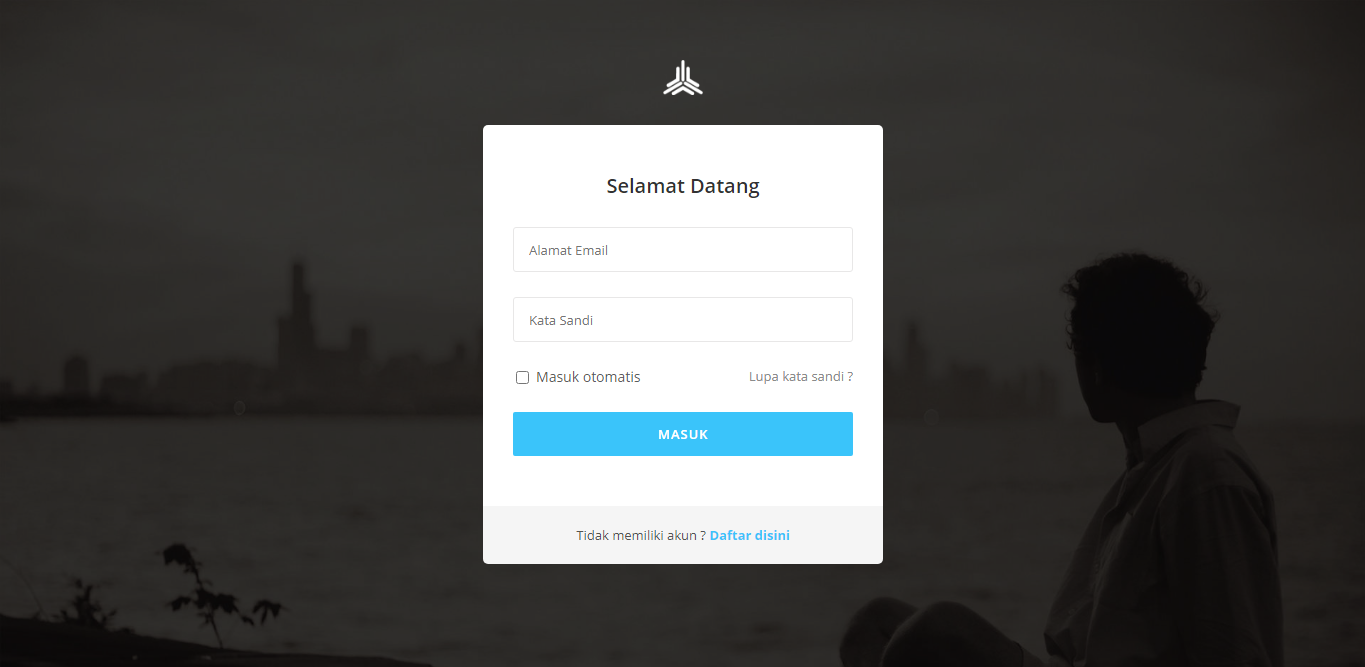 Selamat Datang
Alamat Email
Kata Sandi
Masuk otomatis
Lupa kata sandi ?
MASUK
Tidak memiliki akun ? Daftar disini